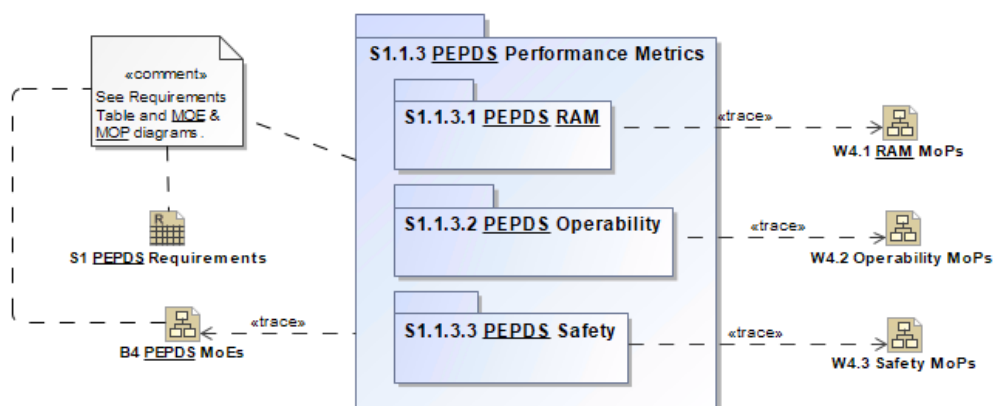 S1.1.3 PEPDS Performance Metrics
«comment»
See Requirements
Table and MOE &
MOP diagrams.
S1.1.3.1 PEPDS RAM
«trace»
W4.1 RAM MoPs
S1 PEPDS Requirements
S1.1.3.2 PEPDS Operability
«trace»
W4.2 Operability MoPs
B4 PEPDS MoEs
«trace»
S1.1.3.3 PEPDS Safety
«trace»
W4.3 Safety MoPs
R